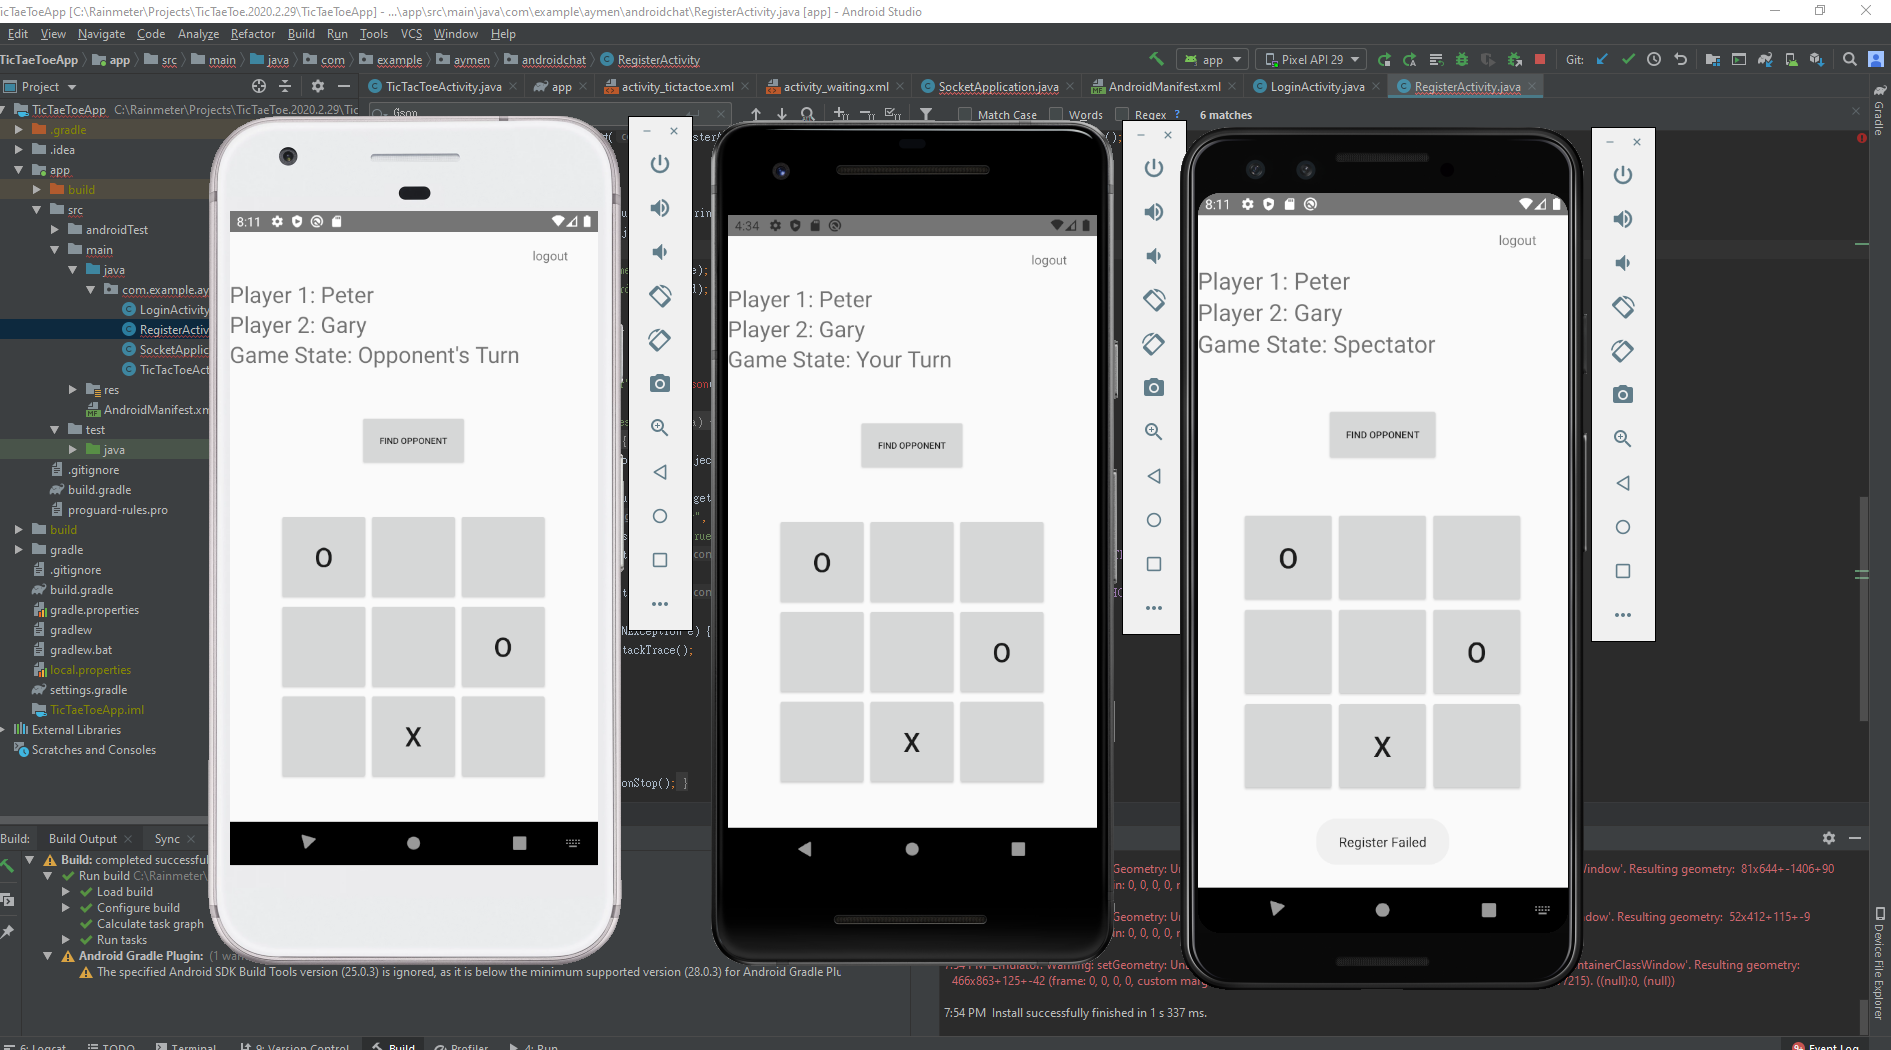 TicTaeToeApp [C:\Rainmeter\Projects\TicTaeToe.2020.2.29\TicTaeToeApp] - ...\app\src\main\java\com\example\aymen\androidchat\RegisterActivity.java [app] - Android Studio
Edit View Navigate Code Analyze Refactor Build Run Tools VCS Window Help
TicTaeToeApp app src main java com example aymen androidchat RegisterActivity
app Pixel API 29 Git:
Project
TicTacToeActivity.java app activity_tictactoe.xml activity_waiting.xml SocketApplication.java AndroidManifest.xml LoginActivity.java RegisterActivity.java
TicTaeToeApp C:\Rainmeter\Projects\TicTaeToe.2020.2.29\Tic
Gson
Match Case Words Regex ? 6 matches
Gradle
.gradle
.idea
app
build
src
androidTest
main
java
com.example.ay
LoginActivity
RegisterActiv
SocketApplic
TicTacToeAct
res
AndroidManifest.xm
test
java
.gitignore
build.gradle
proguard-rules.pro
build
gradle
.gitignore
build.gradle
gradle.properties
gradlew
gradlew.bat
local.properties
settings.gradle
TicTaeToeApp.iml
External Libraries
Scratches and Consoles
8:11
logout
Player 1: Peter
Player 2: Gary
Game State: Opponent's Turn
FIND OPPONENT
O
O
X
tackTrace();
onStop(); }
4:34
logout
Player 1: Peter
Player 2: Gary
Game State: Your Turn
FIND OPPONENT
O
O
X
8:11
logout
Player 1: Peter
Player 2: Gary
Game State: Spectator
FIND OPPONENT
O
O
X
Register Failed
Build: Build Output Sync
Build: completed successful
Run build C:\Rainmeter\
Load build
Configure build
Calculate task graph
Run tasks
Android Gradle Plugin: (1 warn
The specified Android SDK Build Tools version (25.0.3) is ignored, as it is below the minimum supported version (28.0.3) for Android Gradle Plu
Geometry: Un
Window'. Resulting geometry: 81x644+-1406+90
in: 0, 0, 0, 0,
Geometry: Un
dow'. Resulting geometry: 52x412+115+-9
in: 0, 0, 0, 0,
7:54 PM Emulator: Warning: setGeometry: Un
ntainerClassWindow'. Resulting geometry:
466x863+125+-42 (frame: 0, 0, 0, 0, custom marg
7215). ((null):0, (null))
7:54 PM Install successfully finished in 1 s 337 ms.
Device File Explorer
6: Logcat TODO Terminal 9: Version Control Build Profiler 4: Run Event Log